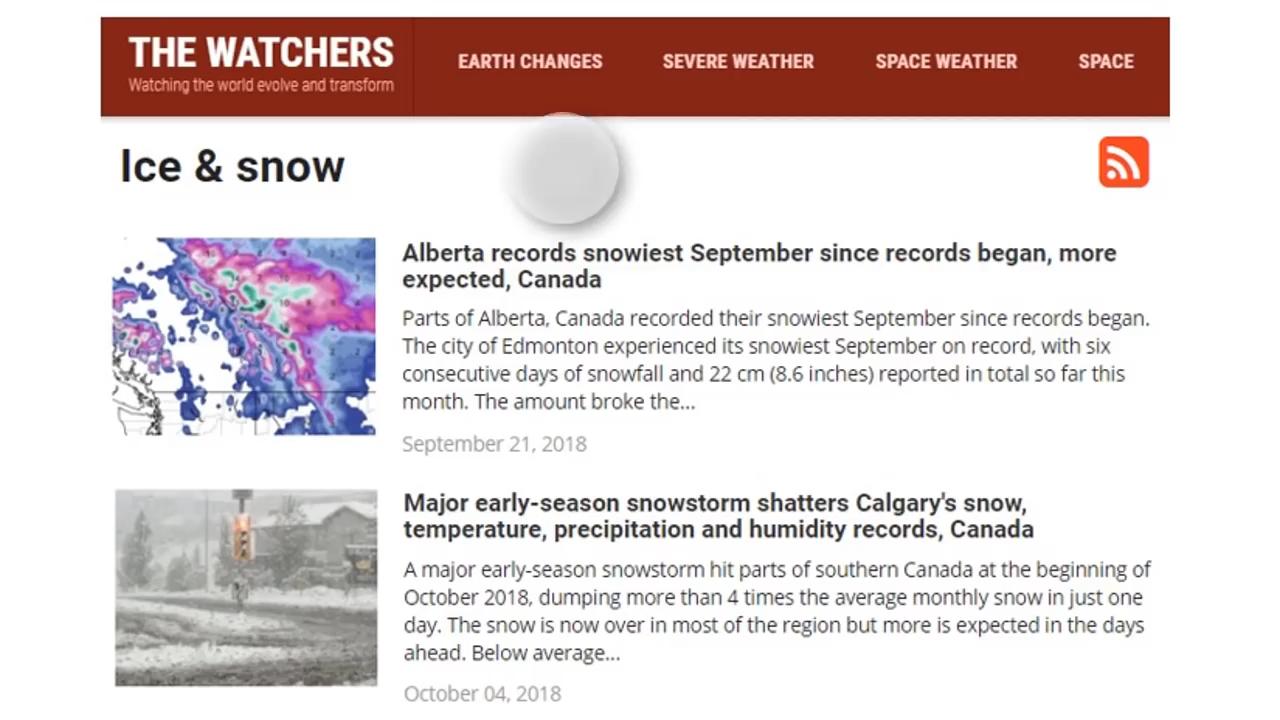 THE WATCHERS
Watching the world evolve and transform
EARTH CHANGES SEVERE WEATHER SPACE WEATHER SPACE
Ice & snow
Alberta records snowiest September since records began, more
expected, Canada
Parts of Alberta, Canada recorded their snowiest September since records began.
The city of Edmonton experienced its snowiest September on record, with six
consecutive days of snowfall and 22 cm (8.6 inches) reported in total so far this
month. The amount broke the...
September 21, 2018
Major early-season snowstorm shatters Calgary's snow,
temperature, precipitation and humidity records, Canada
A major early-season snowstorm hit parts of southern Canada at the beginning of
October 2018, dumping more than 4 times the average monthly snow in just one
day. The snow is now over in most of the region but more is expected in the days
ahead. Below average...
October 04, 2018